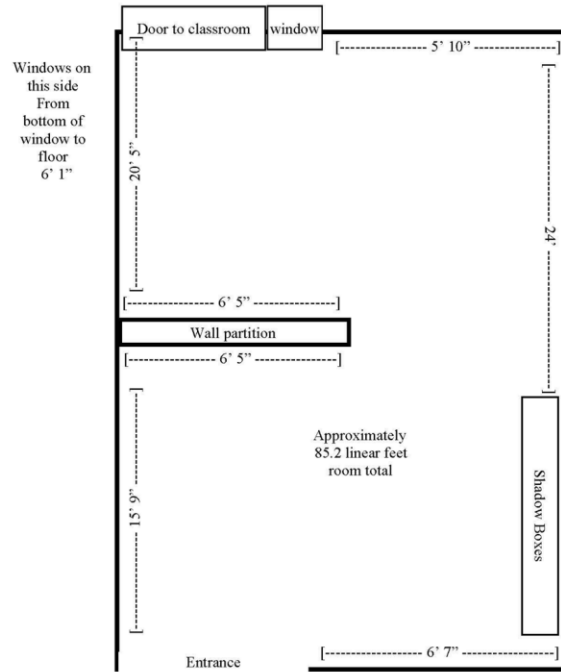 Door to classroom
window
[--------------- 5’ 10” ---------------]
Windows on
this side
From
bottom of
window to
floor
6’ 1”
[--------------- 20’ 5” ---------------]
[--------------- 24’ ---------------]
[--------------- 6’ 5” ---------------]
Wall partition
[--------------- 6’ 5” ---------------]
Approximately
85.2 linear feet
room total
[--------------- 15’ 9” ---------------]
Shadow Boxes
[--------------- 6’ 7” ---------------]
Entrance